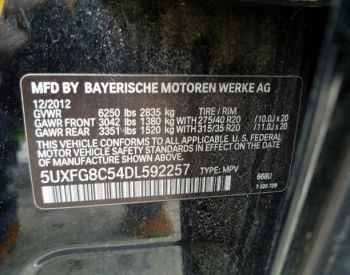 MFD BY BAYERISCHE MOTOREN WERKE AG
12/2012
GVWR 6250 lbs 2835 kg TIRE / RIM
GAWR FRONT 3042 lbs 1380 kg WITH 275/40 R20 /10.0J x 20
GAWR REAR 3351 lbs 1520 kg WITH 315/35 R20 /11.0J x 20
THIS VEHICLE CONFORMS TO ALL APPLICABLE U.S. FEDERAL MOTOR
VEHICLE SAFETY STANDARDS IN EFFECT ON THE DATE OF MANUFACTURE SHOWN ABOVE.
5UXFG8C54DL592257 TYPE: MPV
668U